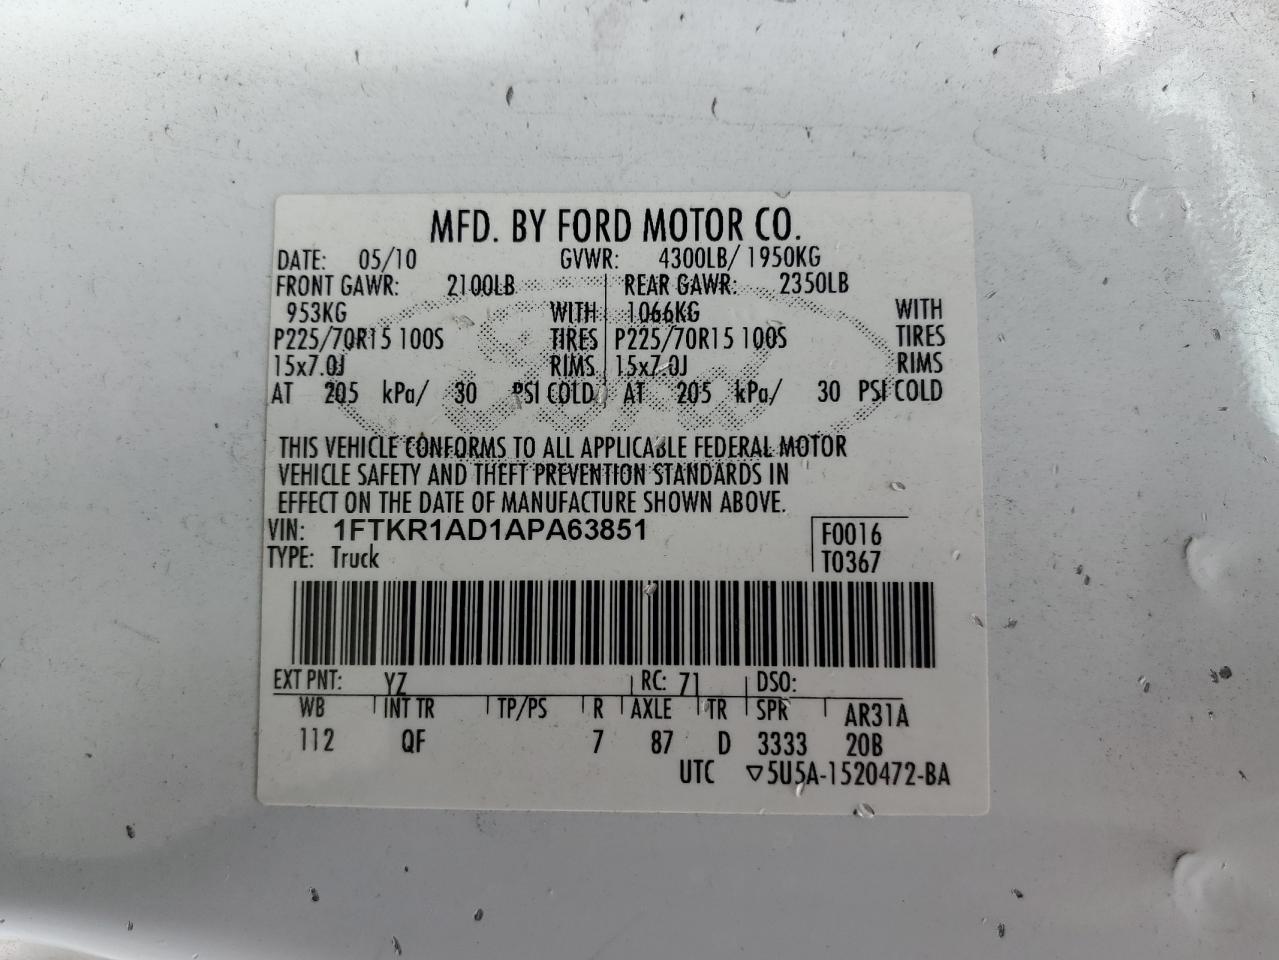 MFD. BY FORD MOTOR CO.
DATE: 05/10 GVWR: 4300LB/ 1950KG
FRONT GAWR: 2100LB REAR GAWR: 2350LB
953KG WITH 1066KG WITH
P225/70R15 100S TIRES P225/70R15 100S TIRES
15x7.0J RIMS 15x7.0J RIMS
AT 205 kPa/ 30 PSI COLD AT 205 kPa/ 30 PSI COLD
THIS VEHICLE CONFORMS TO ALL APPLICABLE FEDERAL MOTOR
VEHICLE SAFETY AND THEFT PREVENTION STANDARDS IN
EFFECT ON THE DATE OF MANUFACTURE SHOWN ABOVE.
VIN: 1FTKR1AD1APA63851 F0016
TYPE: Truck T0367
EXT PNT: YZ RC: 71 DSO:
WB INT TR TP/PS R AXLE TR SPR AR31A
112 QF 7 87 D 3333 20B
UTC ▽5U5A-1520472-BA